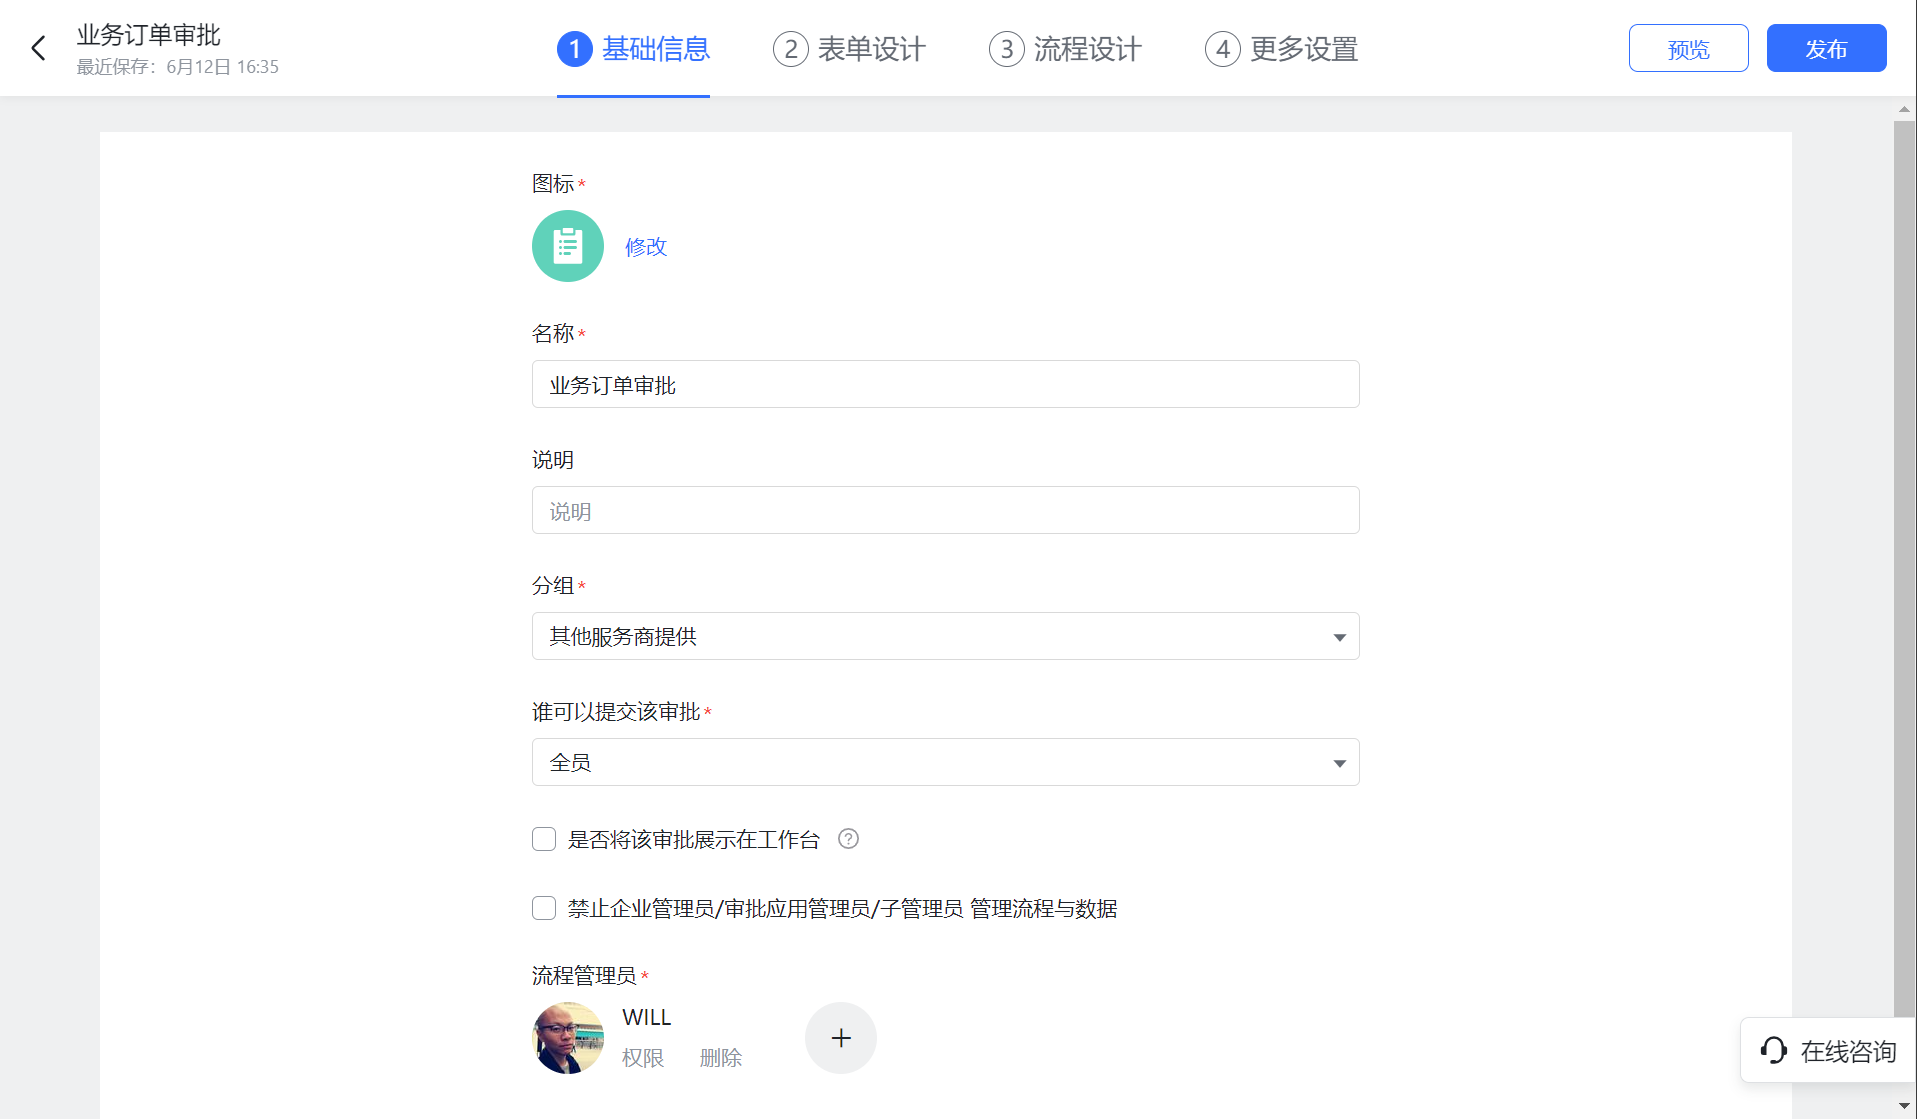 业务订单审批
最近保存：6月12日 16:35
1 基础信息
2 表单设计
3 流程设计
4 更多设置
预览
发布
图标*
修改
名称*
业务订单审批
说明
说明
分组*
其他服务商提供
谁可以提交该审批*
全员
是否将该审批展示在工作台 ?
禁止企业管理员/审批应用管理员/子管理员 管理流程与数据
流程管理员*
WILL
权限 删除
在线咨询